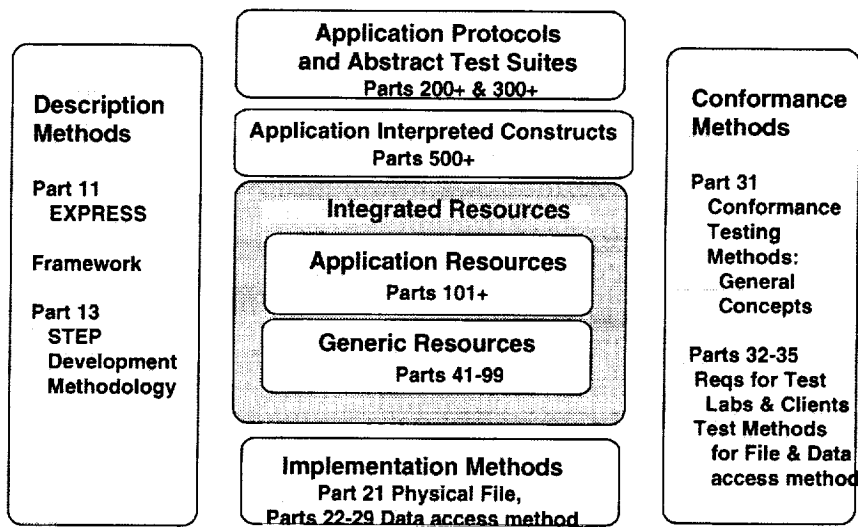 Description
Methods
Part 11
EXPRESS
Framework
Part 13
STEP
Development
Methodology
Application Protocols
and Abstract Test Suites
Parts 200+ & 300+
Application Interpreted Constructs
Parts 500+
Integrated Resources
Application Resources
Parts 101+
Generic Resources
Parts 41-99
Implementation Methods
Part 21 Physical File,
Parts 22-29 Data access method
Conformance
Methods
Part 31
Conformance
Testing
Methods:
General
Concepts
Parts 32-35
Reqs for Test
Labs & Clients
Test Methods
for File & Data
access method